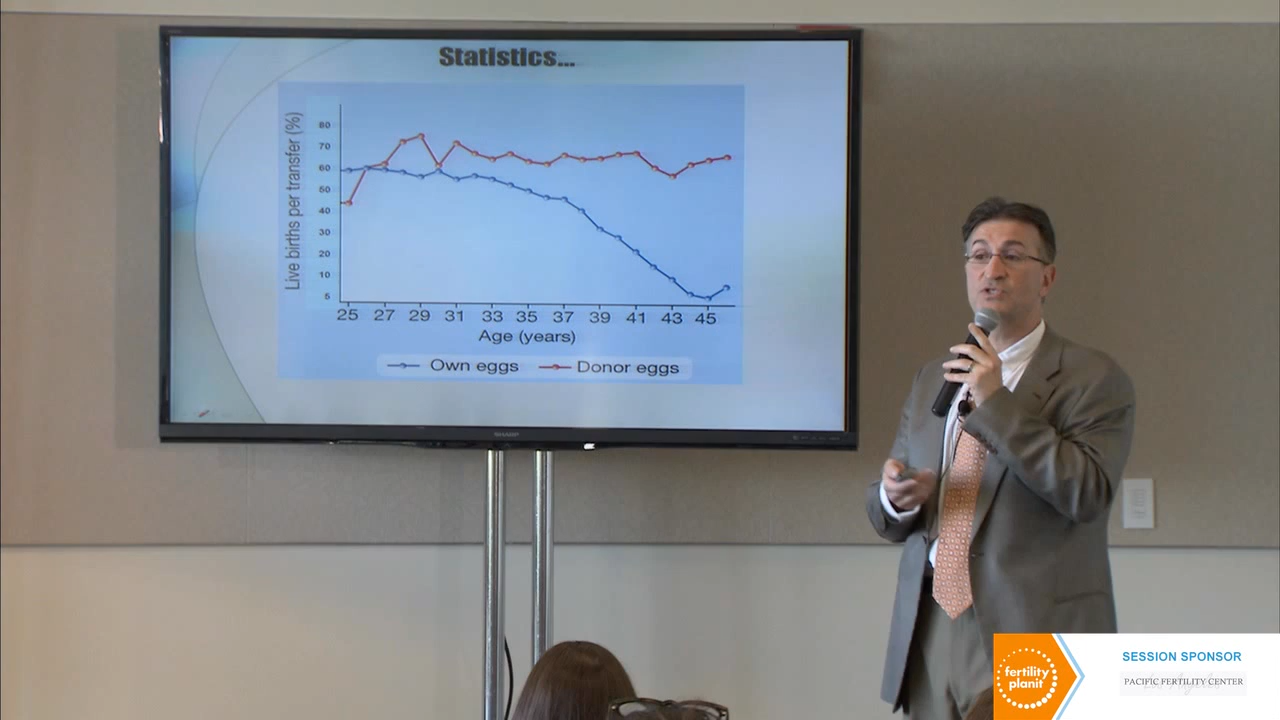 Statistics...
Live births per transfer (%)
80
70
60
50
40
30
20
10
5
25 27 29 31 33 35 37 39 41 43 45
Age (years)
Own eggs Donor eggs
SHARP
fertility
planit
SESSION SPONSOR
PACIFIC FERTILITY CENTER
Los Angeles